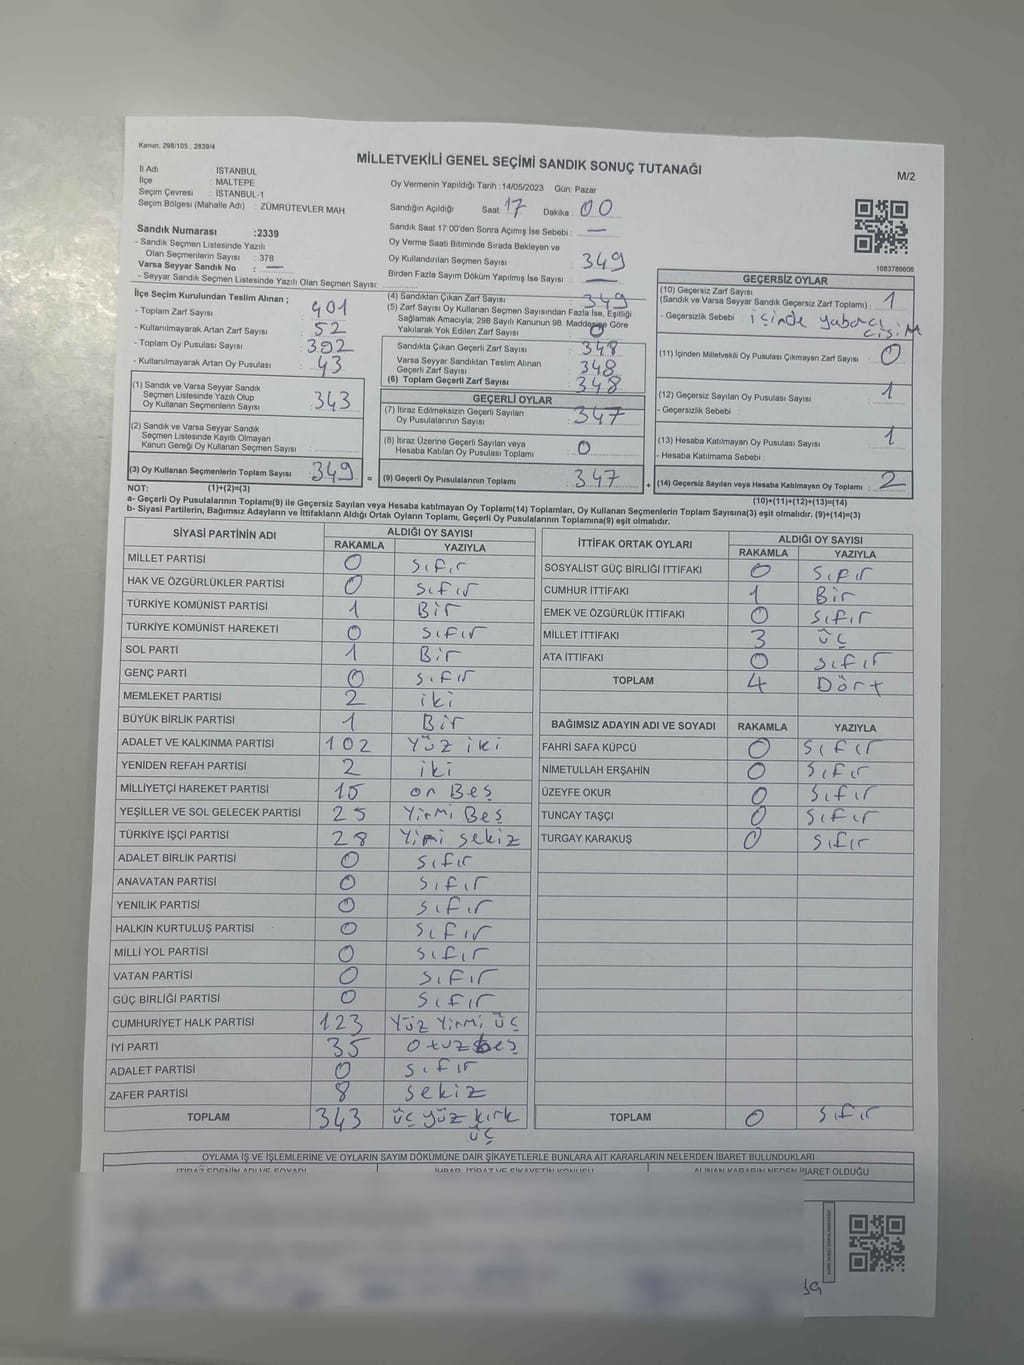 Kanun, 298/105 , 2839/4
MİLLETVEKİLİ GENEL SEÇİMİ SANDIK SONUÇ TUTANAĞI
M/2
İl Adı : İSTANBUL
İlçe : MALTEPE
Seçim Çevresi : İSTANBUL-1
Seçim Bölgesi (Mahalle Adı) : ZÜMRÜTEVLER MAH
Oy Vermenin Yapıldığı Tarih : 14/05/2023 Gün: Pazar
Sandığın Açıldığı Saat: 17 Dakika: 00
Sandık Saat 17:00'den Sonra Açımış İse Sebebi : —
Oy Verme Saati Bitiminde Sırada Bekleyen ve
Oy Kullandırılan Seçmen Sayısı : 349
Birden Fazla Sayım Döküm Yapılmış İse Sayısı : —
Sandık Numarası :2339
- Sandık Seçmen Listesinde Yazılı
Olan Seçmenlerin Sayısı : 378
Varsa Seyyar Sandık No : —
- Seyyar Sandık Seçmen Listesinde Yazılı Olan Seçmen Sayısı:
1083786606
İlçe Seçim Kurulundan Teslim Alınan ;
- Toplam Zarf Sayısı : 401
- Kullanılmayarak Artan Zarf Sayısı : 52
- Toplam Oy Pusulası Sayısı : 392
- Kullanılmayarak Artan Oy Pusulası : 43
(1) Sandık ve Varsa Seyyar Sandık
Seçmen Listesinde Yazılı Olup
Oy Kullanan Seçmenlerin Sayısı : 343
(2) Sandık ve Varsa Seyyar Sandık
Seçmen Listesinde Kayıtlı Olmayan
Kanun Gereği Oy Kullanan Seçmen Sayısı :
(3) Oy Kullanan Seçmenlerin Toplam Sayısı : 349 =
(4) Sandıktan Çıkan Zarf Sayısı : 349
(5) Zarf Sayısı Oy Kullanan Seçmen Sayısından Fazla İse, Eşitliği
Sağlamak Amacıyla; 298 Sayılı Kanunun 98. Maddesine Göre
Yakılarak Yok Edilen Zarf Sayısı : 0
Sandıkta Çıkan Geçerli Zarf Sayısı : 348
Varsa Seyyar Sandıktan Teslim Alınan
Geçerli Zarf Sayısı : 348
(6) Toplam Geçerli Zarf Sayısı : 348
GEÇERLİ OYLAR
(7) İtiraz Edilmeksizin Geçerli Sayılan
Oy Pusulalarının Sayısı : 347
(8) İtiraz Üzerine Geçerli Sayılan veya
Hesaba Katılan Oy Pusulası Toplamı : 0
(9) Geçerli Oy Pusulalarının Toplamı : 347 +
GEÇERSİZ OYLAR
(10) Geçersiz Zarf Sayısı
(Sandık ve Varsa Seyyar Sandık Geçersiz Zarf Toplamı) : 1
- Geçersizlik Sebebi : içinde yabancı cisim
(11) İçinden Milletvekili Oy Pusulası Çıkmayan Zarf Sayısı : 0
(12) Geçersiz Sayılan Oy Pusulası Sayısı : 1
- Geçersizlik Sebebi :
(13) Hesaba Katılmayan Oy Pusulası Sayısı : 1
- Hesaba Katılmama Sebebi :
(14) Geçersiz Sayılan veya Hesaba Katılmayan Oy Toplamı : 2
NOT: (1)+(2)=(3)
(10)+(11)+(12)+(13)=(14)
a- Geçerli Oy Pusulalarının Toplamı(9) ile Geçersiz Sayılan veya Hesaba katılmayan Oy Toplamı(14) Toplamları, Oy Kullanan Seçmenlerin Toplam Sayısına(3) eşit olmalıdır. (9)+(14)=(3)
b- Siyasi Partilerin, Bağımsız Adayların ve İttifakların Aldığı Ortak Oyların Toplamı, Geçerli Oy Pusulalarının Toplamına(9) eşit olmalıdır.
SİYASİ PARTİNİN ADI ALDIĞI OY SAYISI
RAKAMLA YAZIYLA
MİLLET PARTİSİ 0 sıfır
HAK VE ÖZGÜRLÜKLER PARTİSİ 0 sıfır
TÜRKİYE KOMÜNİST PARTİSİ 1 Bir
TÜRKİYE KOMÜNİST HAREKETİ 0 sıfır
SOL PARTİ 1 Bir
GENÇ PARTİ 0 sıfır
MEMLEKET PARTİSİ 2 iki
BÜYÜK BİRLİK PARTİSİ 1 Bir
ADALET VE KALKINMA PARTİSİ 102 Yüz iki
YENİDEN REFAH PARTİSİ 2 iki
MİLLİYETÇİ HAREKET PARTİSİ 15 on Beş
YEŞİLLER VE SOL GELECEK PARTİSİ 25 Yirmi Beş
TÜRKİYE İŞÇİ PARTİSİ 28 Yimi sekiz
ADALET BİRLİK PARTİSİ 0 sıfır
ANAVATAN PARTİSİ 0 sıfır
YENİLİK PARTİSİ 0 sıfır
HALKIN KURTULUŞ PARTİSİ 0 sıfır
MİLLİ YOL PARTİSİ 0 sıfır
VATAN PARTİSİ 0 sıfır
GÜÇ BİRLİĞİ PARTİSİ 0 sıfır
CUMHURİYET HALK PARTİSİ 123 Yüz Yirmi üç
İYİ PARTİ 35 Otuz beş
ADALET PARTİSİ 0 sıfır
ZAFER PARTİSİ 8 sekiz
TOPLAM 343 üç yüz kırk
üç
İTTİFAK ORTAK OYLARI ALDIĞI OY SAYISI
RAKAMLA YAZIYLA
SOSYALİST GÜÇ BİRLİĞİ İTTİFAKI 0 sıfır
CUMHUR İTTİFAKI 1 Bir
EMEK VE ÖZGÜRLÜK İTTİFAKI 0 sıfır
MİLLET İTTİFAKI 3 üç
ATA İTTİFAKI 0 sıfır
TOPLAM 4 Dört
BAĞIMSIZ ADAYIN ADI VE SOYADI RAKAMLA YAZIYLA
FAHRİ SAFA KÜPCÜ 0 sıfır
NİMETULLAH ERŞAHİN 0 sıfır
ÜZEYFE OKUR 0 sıfır
TUNCAY TAŞÇI 0 sıfır
TURGAY KARAKUŞ 0 sıfır
TOPLAM 0 sıfır
OYLAMA İŞ VE İŞLEMLERİNE VE OYLARIN SAYIM DÖKÜMÜNE DAİR ŞİKAYETLERLE BUNLARA AİT KARARLARIN NELERDEN İBARET BULUNDUKLARI
İTİRAZ EDENİN ADI VE SOYADI İHBAR, İTİRAZ VE ŞİKAYETİN KONUSU ALINAN KARARIN NEDEN İBARET OLDUĞU